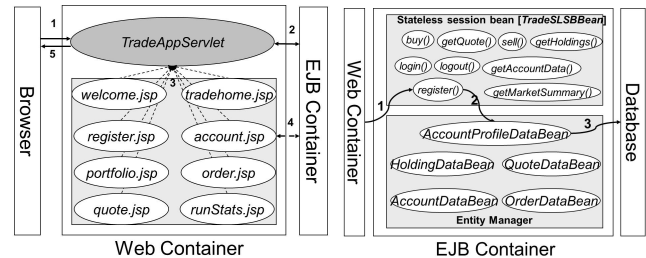 Browser
1
5
TradeAppServlet
2
3
welcome.jsp
tradehome.jsp
register.jsp
account.jsp
4
portfolio.jsp
order.jsp
quote.jsp
runStats.jsp
Web Container
EJB Container
Web Container
Stateless session bean [TradeSLSBBean]
buy()
getQuote()
sell()
getHoldings()
login()
logout()
getAccountData()
register()
getMarketSummary()
1
2
AccountProfileDataBean
3
HoldingDataBean
QuoteDataBean
AccountDataBean
OrderDataBean
Entity Manager
EJB Container
Database